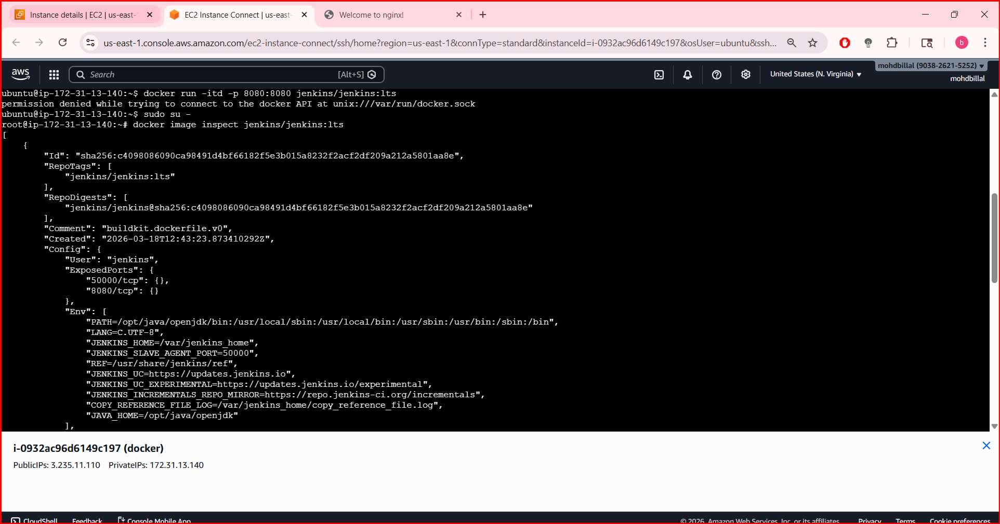 Instance details | EC2 | us-east-
EC2 Instance Connect | us-east-
Welcome to nginx!
us-east-1.console.aws.amazon.com/ec2-instance-connect/ssh/home?region=us-east-1&connType=standard&instanceId=i-0932ac96d6149c197&osUser=ubuntu&ssh...
b
aws
Search
[Alt+S]
United States (N. Virginia)
mohdbillal (9038-2621-5252)
mohdbillal
ubuntu@ip-172-31-13-140:~$ docker run -itd -p 8080:8080 jenkins/jenkins:lts
permission denied while trying to connect to the docker API at unix:///var/run/docker.sock
ubuntu@ip-172-31-13-140:~$ sudo su -
root@ip-172-31-13-140:~# docker image inspect jenkins/jenkins:lts
[
    {
        "Id": "sha256:c4098086090ca98491d4bf66182f5e3b015a8232f2acf2df209a212a5801aa8e",
        "RepoTags": [
            "jenkins/jenkins:lts"
        ],
        "RepoDigests": [
            "jenkins/jenkins@sha256:c4098086090ca98491d4bf66182f5e3b015a8232f2acf2df209a212a5801aa8e"
        ],
        "Comment": "buildkit.dockerfile.v0",
        "Created": "2026-03-18T12:43:23.873410292Z",
        "Config": {
            "User": "jenkins",
            "ExposedPorts": {
                "50000/tcp": {},
                "8080/tcp": {}
            },
            "Env": [
                "PATH=/opt/java/openjdk/bin:/usr/local/sbin:/usr/local/bin:/usr/sbin:/usr/bin:/sbin:/bin",
                "LANG=C.UTF-8",
                "JENKINS_HOME=/var/jenkins_home",
                "JENKINS_SLAVE_AGENT_PORT=50000",
                "REF=/usr/share/jenkins/ref",
                "JENKINS_UC=https://updates.jenkins.io",
                "JENKINS_UC_EXPERIMENTAL=https://updates.jenkins.io/experimental",
                "JENKINS_INCREMENTALS_REPO_MIRROR=https://repo.jenkins-ci.org/incrementals",
                "COPY_REFERENCE_FILE_LOG=/var/jenkins_home/copy_reference_file.log",
                "JAVA_HOME=/opt/java/openjdk"
            ],
i-0932ac96d6149c197 (docker)
PublicIPs: 3.235.11.110 PrivateIPs: 172.31.13.140
CloudShell Feedback Console Mobile App © 2026, Amazon Web Services, Inc. or its affiliates. Privacy Terms Cookie preferences